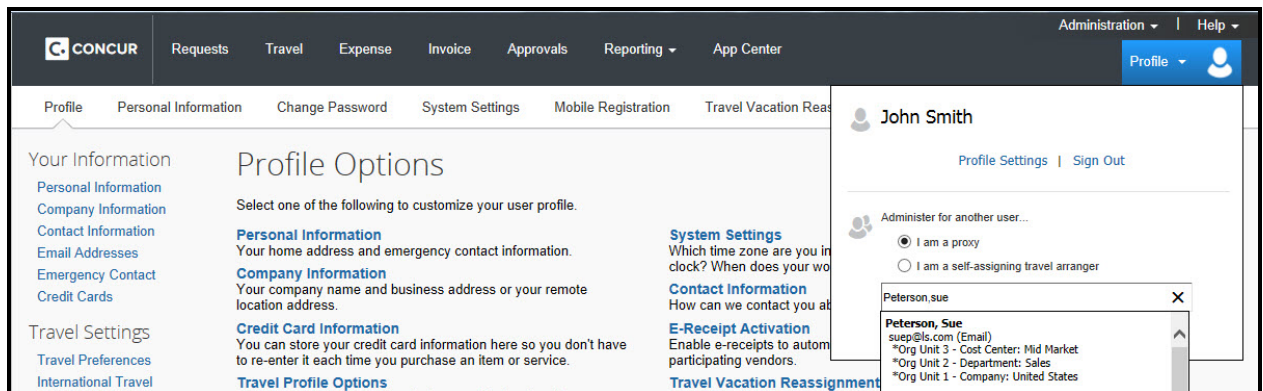 Administration | Help
C. CONCUR Requests Travel Expense Invoice Approvals Reporting App Center
Profile
Profile Personal Information Change Password System Settings Mobile Registration Travel Vacation Reas
John Smith
Profile Settings | Sign Out
Administer for another user...
I am a proxy
I am a self-assigning travel arranger
Peterson,sue X
Peterson, Sue
suep@ls.com (Email)
*Org Unit 3 - Cost Center: Mid Market
*Org Unit 2 - Department: Sales
*Org Unit 1 - Company: United States
Your Information
Personal Information
Company Information
Contact Information
Email Addresses
Emergency Contact
Credit Cards
Travel Settings
Travel Preferences
International Travel
Profile Options
Select one of the following to customize your user profile.
Personal Information
Your home address and emergency contact information.
Company Information
Your company name and business address or your remote
location address.
Credit Card Information
You can store your credit card information here so you don't have
to re-enter it each time you purchase an item or service.
Travel Profile Options
System Settings
Which time zone are you in
clock? When does your wo
Contact Information
How can we contact you ab
E-Receipt Activation
Enable e-receipts to autom
participating vendors.
Travel Vacation Reassignment